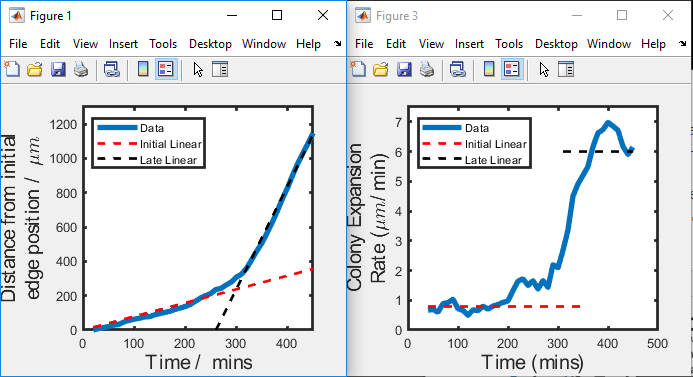 Figure 1
File Edit View Insert Tools Desktop Window Help
1200
1000
800
600
400
200
0
0 100 200 300 400
Distance from initial
edge position / μm
Time / mins
Data
Initial Linear
Late Linear
Figure 3
File Edit View Insert Tools Desktop Window Help
7
6
5
4
3
2
1
0
0 100 200 300 400 500
Colony Expansion
Rate (μm/min)
Time (mins)
Data
Initial Linear
Late Linear